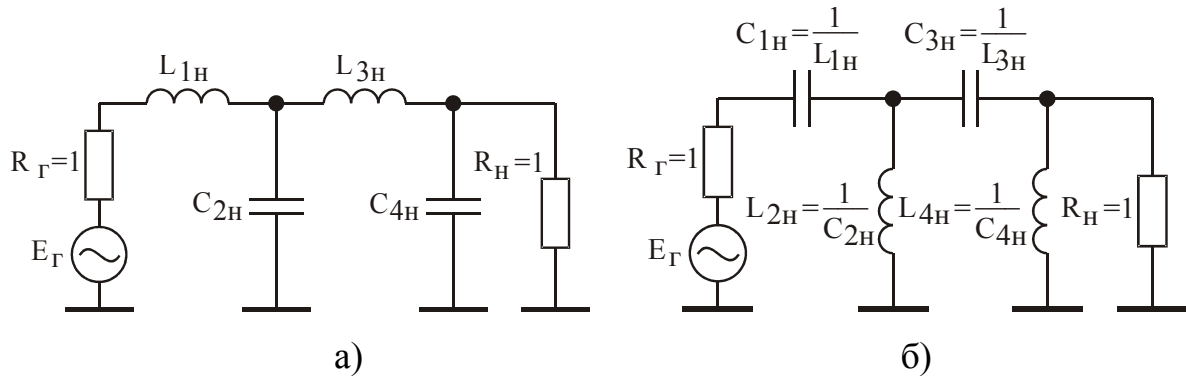 L1н
L3н
Rг=1
C2н
C4н
Rн=1
Eг
а)
C1н=1/L1н
C3н=1/L3н
Rг=1
L2н=1/C2н
L4н=1/C4н
Rн=1
Eг
б)